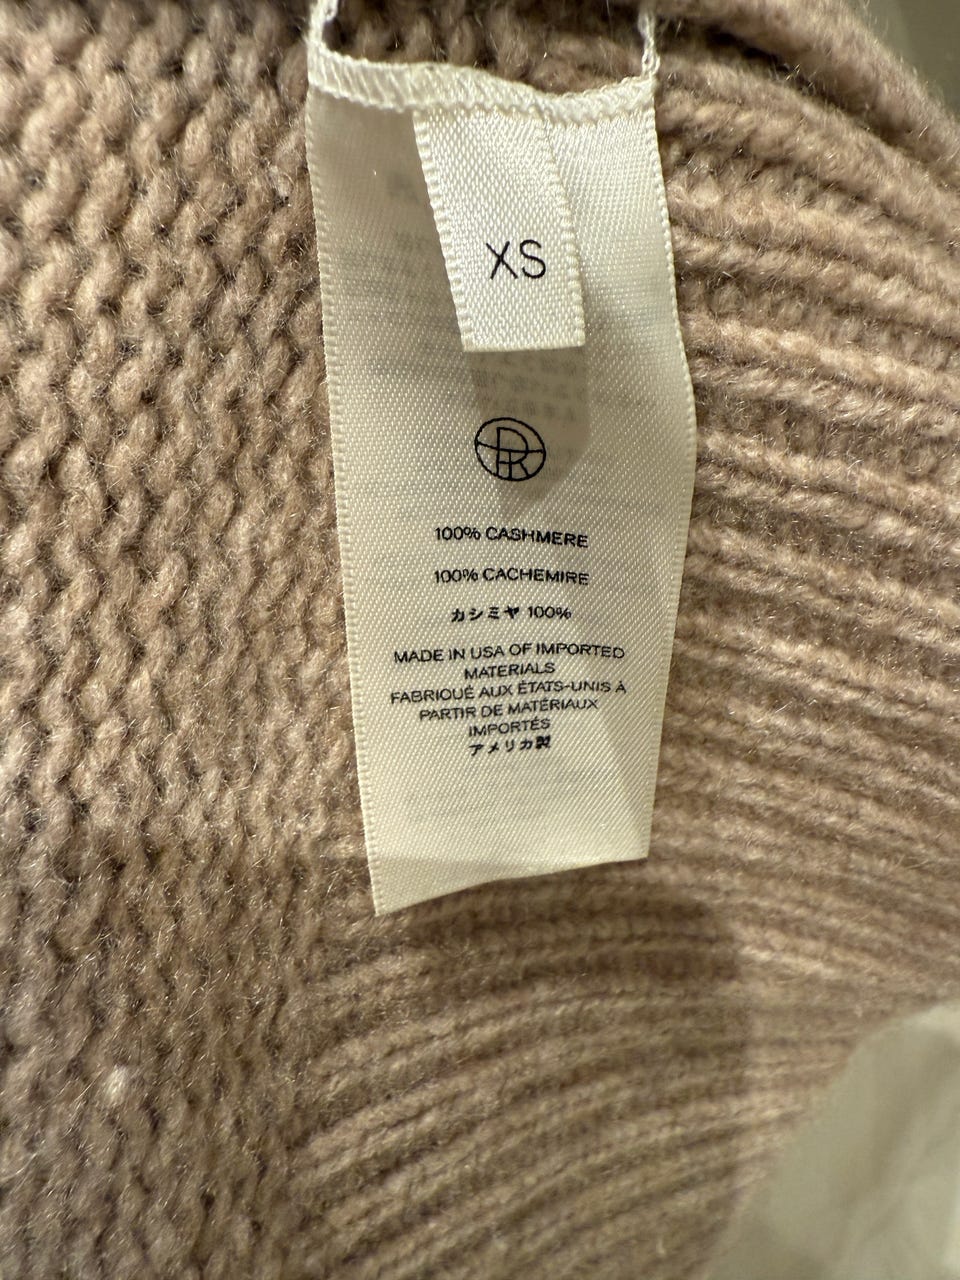 XS
100% CASHMERE
100% CACHEMIRE
カシミヤ 100%
MADE IN USA OF IMPORTED
MATERIALS
FABRIQUÉ AUX ÉTATS-UNIS À
PARTIR DE MATÉRIAUX
IMPORTÉS
アメリカ製